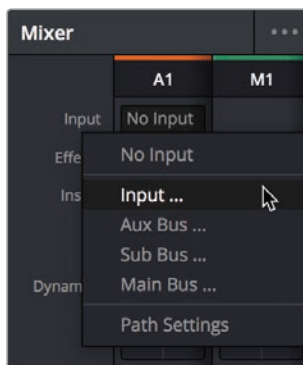 Mixer
A1 M1
Input No Input
Effe
No Input
Ins
Input ...
Aux Bus ...
Sub Bus ...
Dynam
Main Bus ...
Path Settings